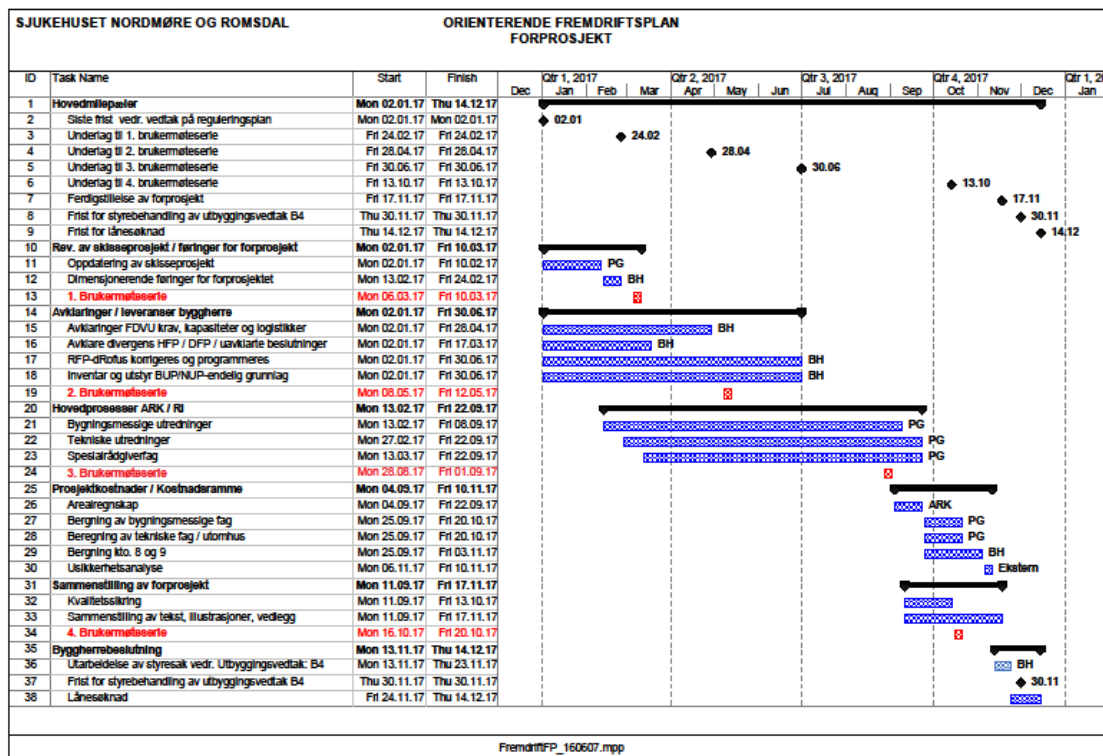 SJUKEHUSET NORDMØRE OG ROMSDAL ORIENTERENDE FREMDRIFTSPLAN
FORPROSJEKT
ID Task Name Start Finish Qtr 1, 2017 Qtr 2, 2017 Qtr 3, 2017 Qtr 4, 2017 Qtr 1, 2
Dec Jan Feb Mar Apr May Jun Jul Aug Sep Oct Nov Dec Jan
1 Hovedmilepæler Mon 02.01.17 Thu 14.12.17
2 Siste frist vedr. vedtak på reguleringsplan Mon 02.01.17 Mon 02.01.17 02.01
3 Underlag til 1. brukermøteserie Fri 24.02.17 Fri 24.02.17 24.02
4 Underlag til 2. brukermøteserie Fri 28.04.17 Fri 28.04.17 28.04
5 Underlag til 3. brukermøteserie Fri 30.06.17 Fri 30.06.17 30.06
6 Underlag til 4. brukermøteserie Fri 13.10.17 Fri 13.10.17 13.10
7 Ferdigstillelse av forprosjekt Fri 17.11.17 Fri 17.11.17 17.11
8 Frist for styrebehandling av utbyggingsvedtak B4 Thu 30.11.17 Thu 30.11.17 30.11
9 Frist for lånesøknad Thu 14.12.17 Thu 14.12.17 14.12
10 Rev. av skisseprosjekt / føringer for forprosjekt Mon 02.01.17 Fri 10.03.17
11 Oppdatering av skisseprosjekt Mon 02.01.17 Fri 10.02.17 PG
12 Dimensjonerende føringer for forprosjektet Mon 13.02.17 Fri 24.02.17 BH
13 1. Brukermøteserie Mon 06.03.17 Fri 10.03.17
14 Avklaringer / leveranser byggherre Mon 02.01.17 Fri 30.06.17
15 Avklaringer FDVU krav, kapasiteter og logistikker Mon 02.01.17 Fri 28.04.17 BH
16 Avklare divergens HFP / DFP / uavklarte beslutninger Mon 02.01.17 Fri 17.03.17 BH
17 RFP-dRofus korrigeres og programmeres Mon 02.01.17 Fri 30.06.17 BH
18 Inventar og utstyr BUP/NUP-endelig grunnlag Mon 02.01.17 Fri 30.06.17 BH
19 2. Brukermøteserie Mon 08.05.17 Fri 12.05.17
20 Hovedprosesser ARK / RI Mon 13.02.17 Fri 22.09.17
21 Bygningsmessige utredninger Mon 13.02.17 Fri 08.09.17 PG
22 Tekniske utredninger Mon 27.02.17 Fri 22.09.17 PG
23 Spesialrådgiverfag Mon 13.03.17 Fri 22.09.17 PG
24 3. Brukermøteserie Mon 28.08.17 Fri 01.09.17
25 Prosjektkostnader / Kostnadsramme Mon 04.09.17 Fri 10.11.17
26 Arealregnskap Mon 04.09.17 Fri 22.09.17 ARK
27 Bergning av bygningsmessige fag Mon 25.09.17 Fri 20.10.17 PG
28 Beregning av tekniske fag / utomhus Mon 25.09.17 Fri 20.10.17 PG
29 Bergning kto. 8 og 9 Mon 25.09.17 Fri 03.11.17 BH
30 Usikkerhetsanalyse Mon 06.11.17 Fri 10.11.17 Ekstern
31 Sammenstilling av forprosjekt Mon 11.09.17 Fri 17.11.17
32 Kvalitetssikring Mon 11.09.17 Fri 13.10.17
33 Sammenstilling av tekst, illustrasjoner, vedlegg Mon 11.09.17 Fri 17.11.17
34 4. Brukermøteserie Mon 16.10.17 Fri 20.10.17
35 Byggherrebeslutning Mon 13.11.17 Thu 14.12.17
36 Utarbeidelse av styresak vedr. Utbyggingsvedtak: B4 Mon 13.11.17 Thu 23.11.17 BH
37 Frist for styrebehandling av utbyggingsvedtak B4 Thu 30.11.17 Thu 30.11.17 30.11
38 Lånesøknad Fri 24.11.17 Thu 14.12.17
FremdriftFP_160607.mpp